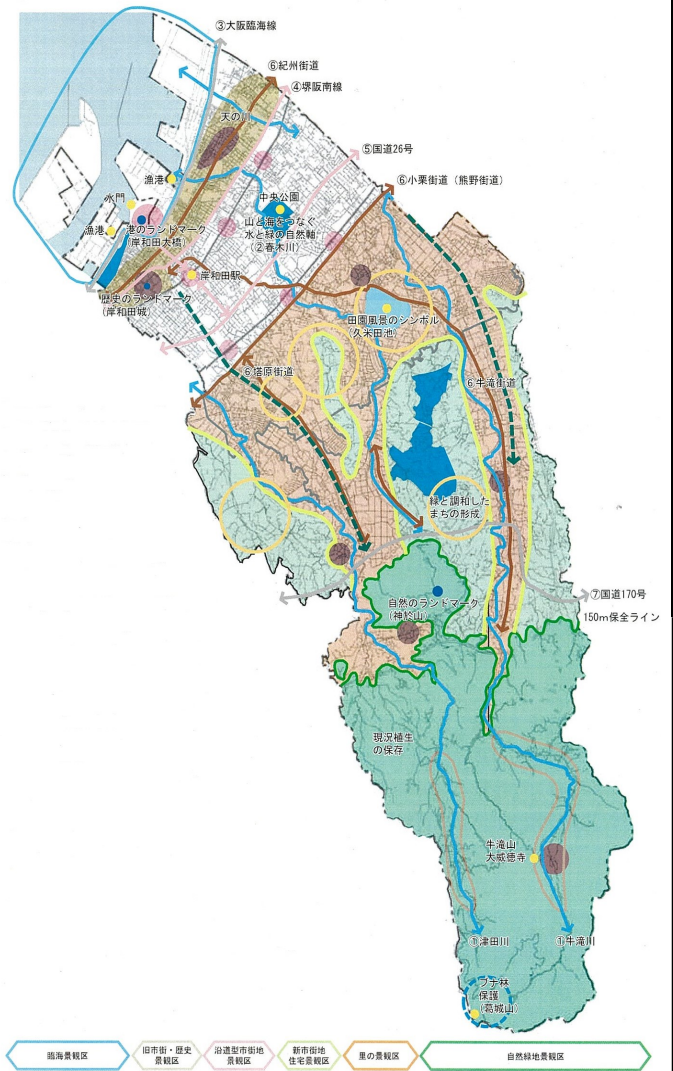 ③大阪臨海線
⑥紀州街道
④堺阪南線
天の川
⑤国道26号
漁港
⑥小栗街道（熊野街道）
水門
中央公園
漁港
港のランドマーク
（岸和田大橋）
山と海をつなぐ
水と緑の自然軸
（②春木川）
岸和田駅
歴史のランドマーク
（岸和田城）
田園風景のシンボル
（久米田池）
６塔原街道
６牛滝街道
緑と調和した
まちの形成
⑦国道170号
自然のランドマーク
（神於山）
150m保全ライン
現況植生
の保存
牛滝山
大威徳寺
①津田川
①牛滝川
ブナ林
保護
（葛城山）
臨海景観区
旧市街・歴史
景観区
沿道型市街地
景観区
新市街地
住宅景観区
里の景観区
自然緑地景観区